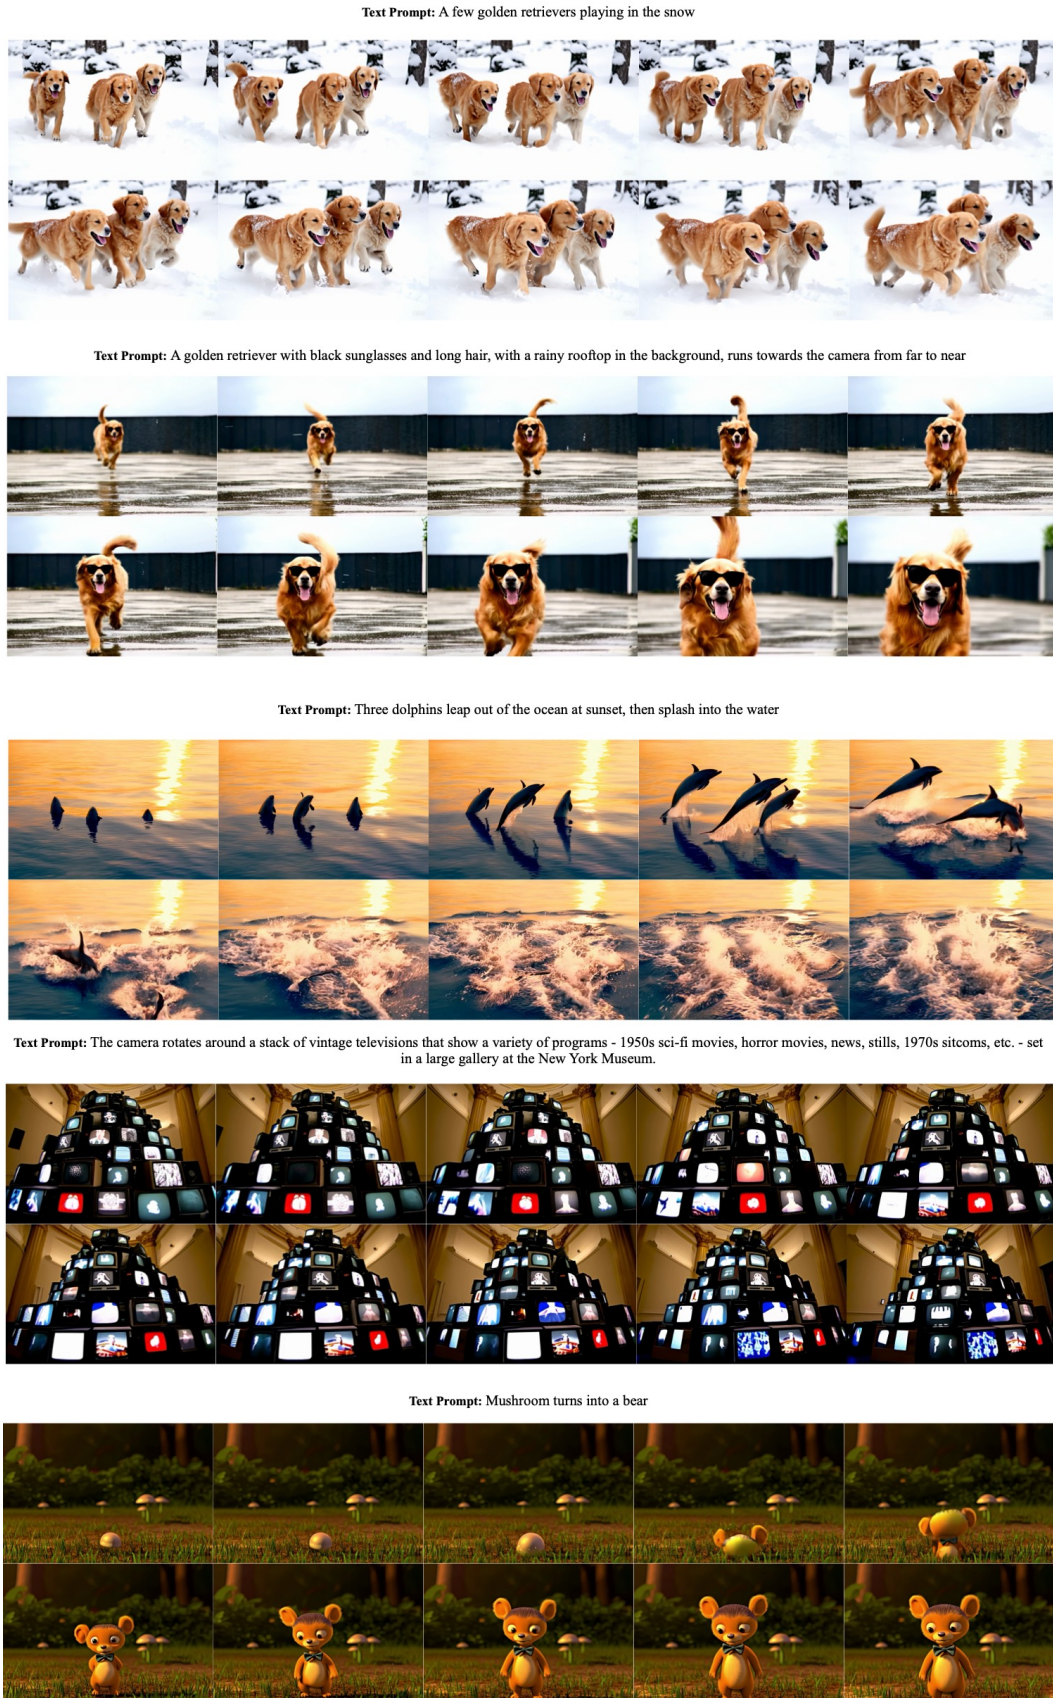 Text Prompt: A few golden retrievers playing in the snow
Text Prompt: A golden retriever with black sunglasses and long hair, with a rainy rooftop in the background, runs towards the camera from far to near
Text Prompt: Three dolphins leap out of the ocean at sunset, then splash into the water
Text Prompt: The camera rotates around a stack of vintage televisions that show a variety of programs - 1950s sci-fi movies, horror movies, news, stills, 1970s sitcoms, etc. - set
in a large gallery at the New York Museum.
Text Prompt: Mushroom turns into a bear